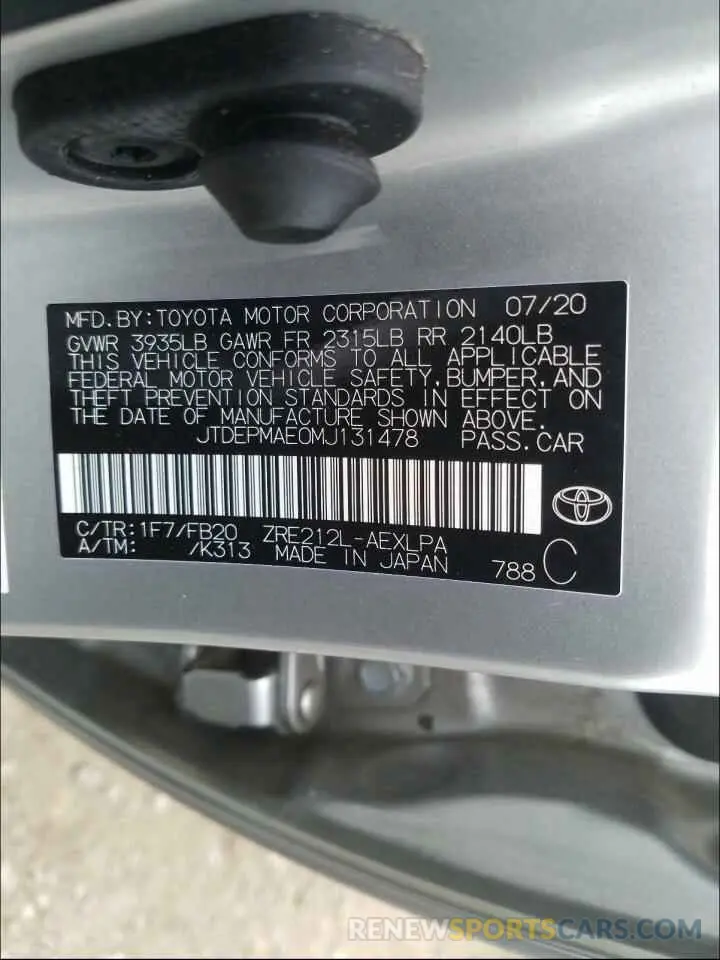 MFD.BY:TOYOTA MOTOR CORPORATION 07/20
GVWR 3935LB GAWR FR 2315LB RR 2140LB
THIS VEHICLE CONFORMS TO ALL APPLICABLE
FEDERAL MOTOR VEHICLE SAFETY,BUMPER,AND
THEFT PREVENTION STANDARDS IN EFFECT ON
THE DATE OF MANUFACTURE SHOWN ABOVE.
JTDEPMAE0MJ131478 PASS.CAR
C/TR:1F7/FB20 ZRE212L-AEXLPA
A/TM: /K313 MADE IN JAPAN 788 C
RENEWSPORTSCARS.COM